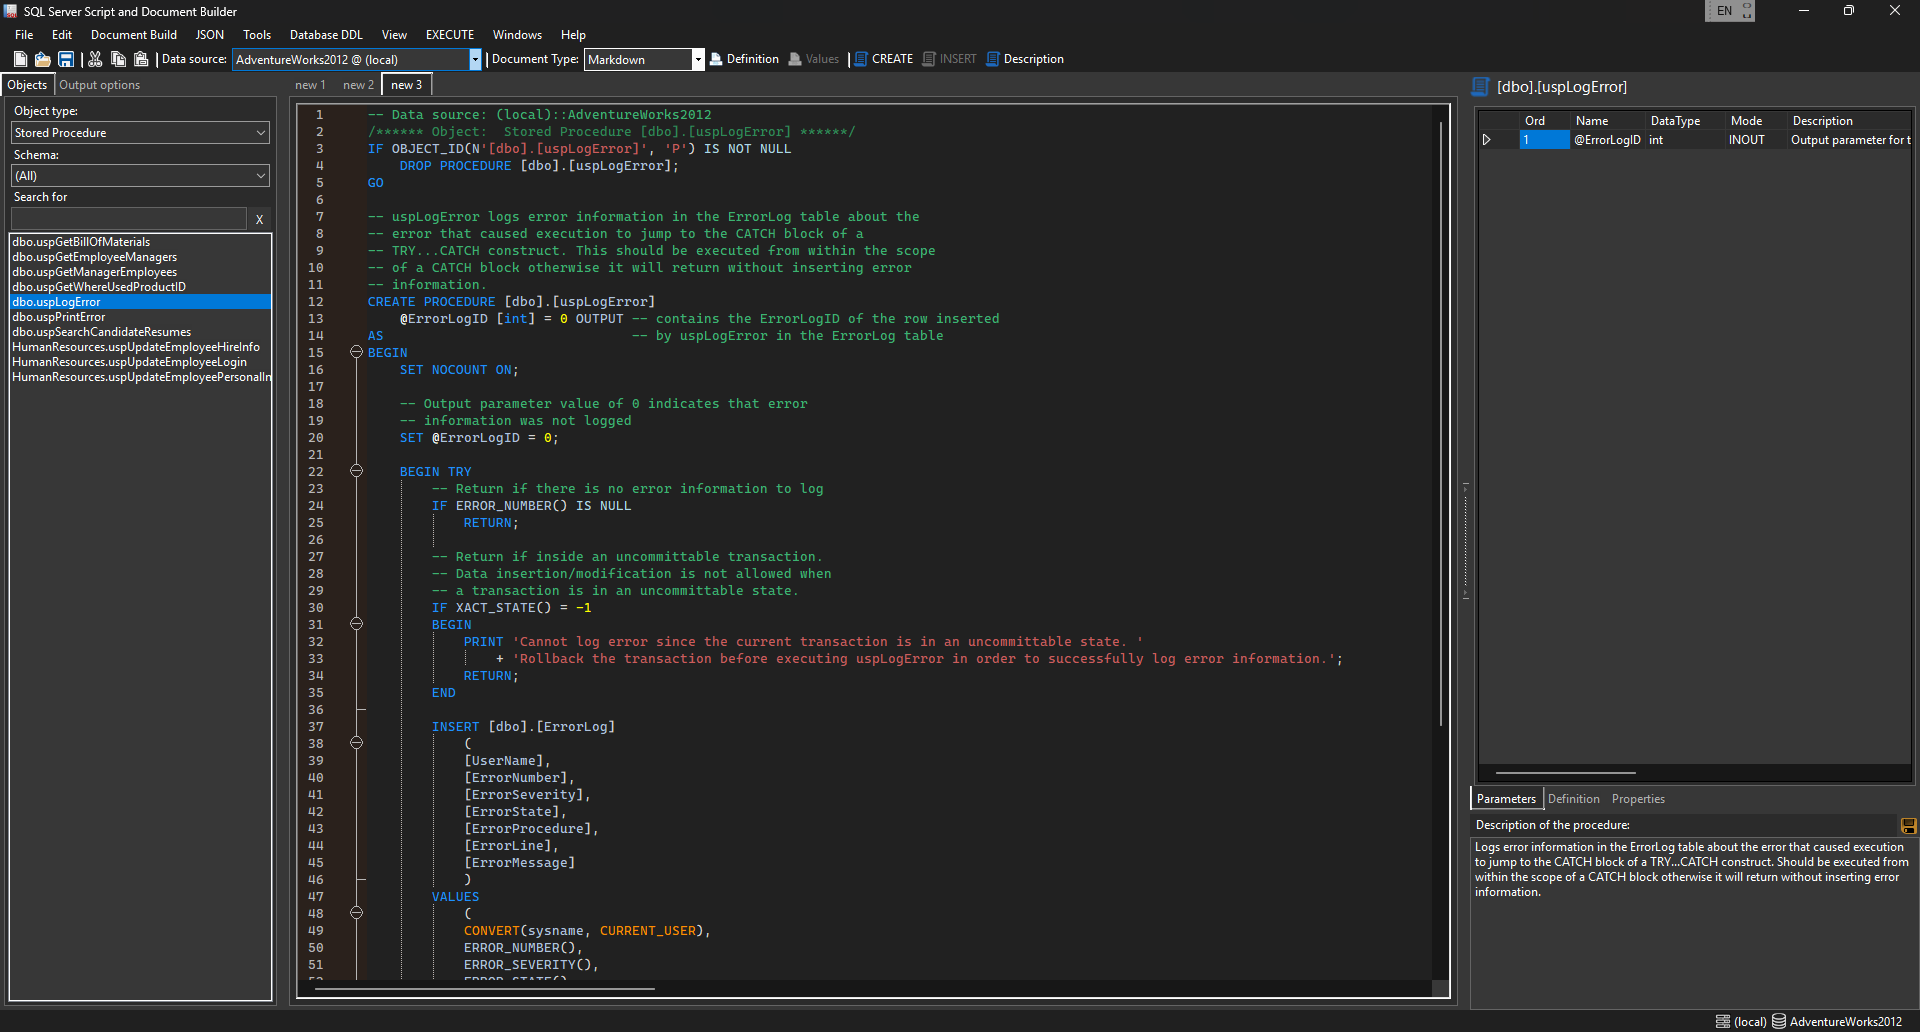 SQL Server Script and Document Builder
EN
File Edit Document Build JSON Tools Database DDL View EXECUTE Windows Help
Data source: AdventureWorks2012 @ (local) Document Type: Markdown Definition Values CREATE INSERT Description
Objects Output options
Object type:
Stored Procedure
Schema:
(All)
Search for
X
dbo.uspGetBillOfMaterials
dbo.uspGetEmployeeManagers
dbo.uspGetManagerEmployees
dbo.uspGetWhereUsedProductID
dbo.uspLogError
dbo.uspPrintError
dbo.uspSearchCandidateResumes
HumanResources.uspUpdateEmployeeHireInfo
HumanResources.uspUpdateEmployeeLogin
HumanResources.uspUpdateEmployeePersonalIn
new 1 new 2 new 3
1 -- Data source: (local)::AdventureWorks2012
2 /****** Object:  Stored Procedure [dbo].[uspLogError] ******/
3 IF OBJECT_ID(N'[dbo].[uspLogError]', 'P') IS NOT NULL
4     DROP PROCEDURE [dbo].[uspLogError];
5 GO
6
7 -- uspLogError logs error information in the ErrorLog table about the
8 -- error that caused execution to jump to the CATCH block of a
9 -- TRY...CATCH construct. This should be executed from within the scope
10 -- of a CATCH block otherwise it will return without inserting error
11 -- information.
12 CREATE PROCEDURE [dbo].[uspLogError]
13     @ErrorLogID [int] = 0 OUTPUT -- contains the ErrorLogID of the row inserted
14 AS                               -- by uspLogError in the ErrorLog table
15 BEGIN
16     SET NOCOUNT ON;
17
18     -- Output parameter value of 0 indicates that error
19     -- information was not logged
20     SET @ErrorLogID = 0;
21
22     BEGIN TRY
23         -- Return if there is no error information to log
24         IF ERROR_NUMBER() IS NULL
25             RETURN;
26
27         -- Return if inside an uncommittable transaction.
28         -- Data insertion/modification is not allowed when
29         -- a transaction is in an uncommittable state.
30         IF XACT_STATE() = -1
31         BEGIN
32             PRINT 'Cannot log error since the current transaction is in an uncommittable state. '
33                 + 'Rollback the transaction before executing uspLogError in order to successfully log error information.';
34             RETURN;
35         END
36
37         INSERT [dbo].[ErrorLog]
38             (
39             [UserName],
40             [ErrorNumber],
41             [ErrorSeverity],
42             [ErrorState],
43             [ErrorProcedure],
44             [ErrorLine],
45             [ErrorMessage]
46             )
47         VALUES
48             (
49             CONVERT(sysname, CURRENT_USER),
50             ERROR_NUMBER(),
51             ERROR_SEVERITY(),
[dbo].[uspLogError]
Ord Name DataType Mode Description
1 @ErrorLogID int INOUT Output parameter for t
Parameters Definition Properties
Description of the procedure:
Logs error information in the ErrorLog table about the error that caused execution
to jump to the CATCH block of a TRY...CATCH construct. Should be executed from
within the scope of a CATCH block otherwise it will return without inserting error
information.
(local) AdventureWorks2012